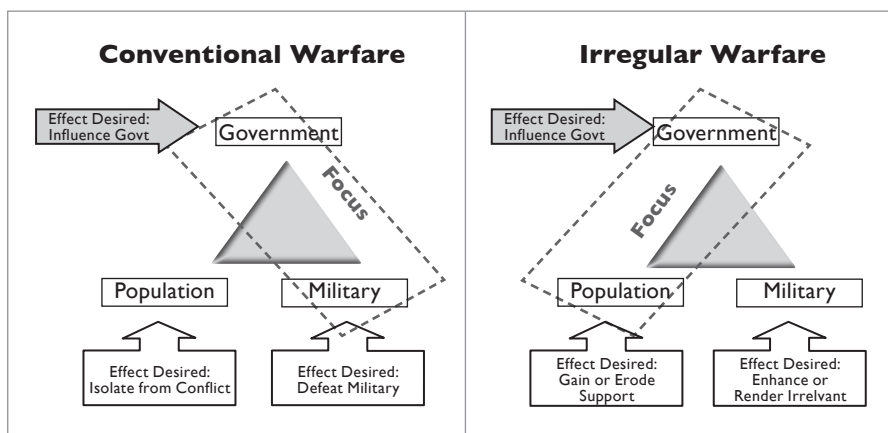 Conventional Warfare
Effect Desired:
Influence Govt
Government
Focus
Population
Military
Effect Desired:
Isolate from Conflict
Effect Desired:
Defeat Military
Irregular Warfare
Effect Desired:
Influence Govt
Government
Focus
Population
Military
Effect Desired:
Gain or Erode
Support
Effect Desired:
Enhance or
Render Irrelvant